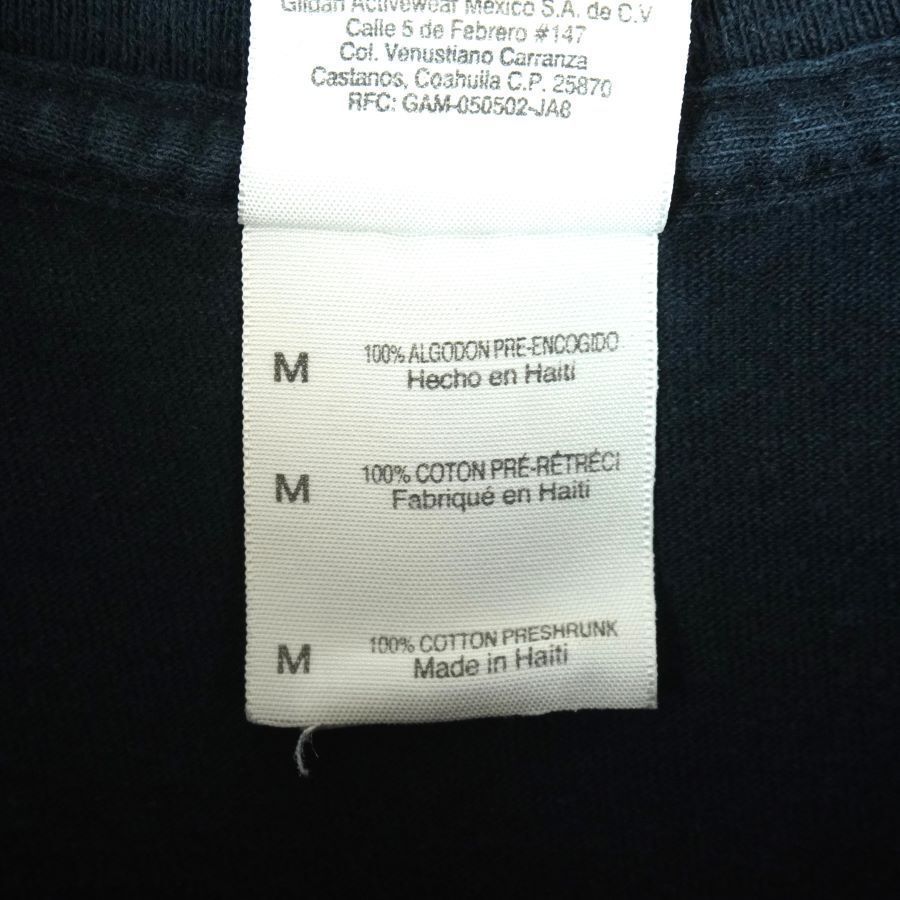 Gildan Activewear Mexico S.A. de C.V
Calle 5 de Febrero #147
Col. Venustiano Carranza
Castanos, Coahuila C.P. 25870
RFC: GAM-050502-JA8
M 100% ALGODON PRE-ENCOGIDO
Hecho en Haití
M 100% COTON PRÉ-RÉTRÉCI
Fabriqué en Haiti
M 100% COTTON PRESHRUNK
Made in Haiti